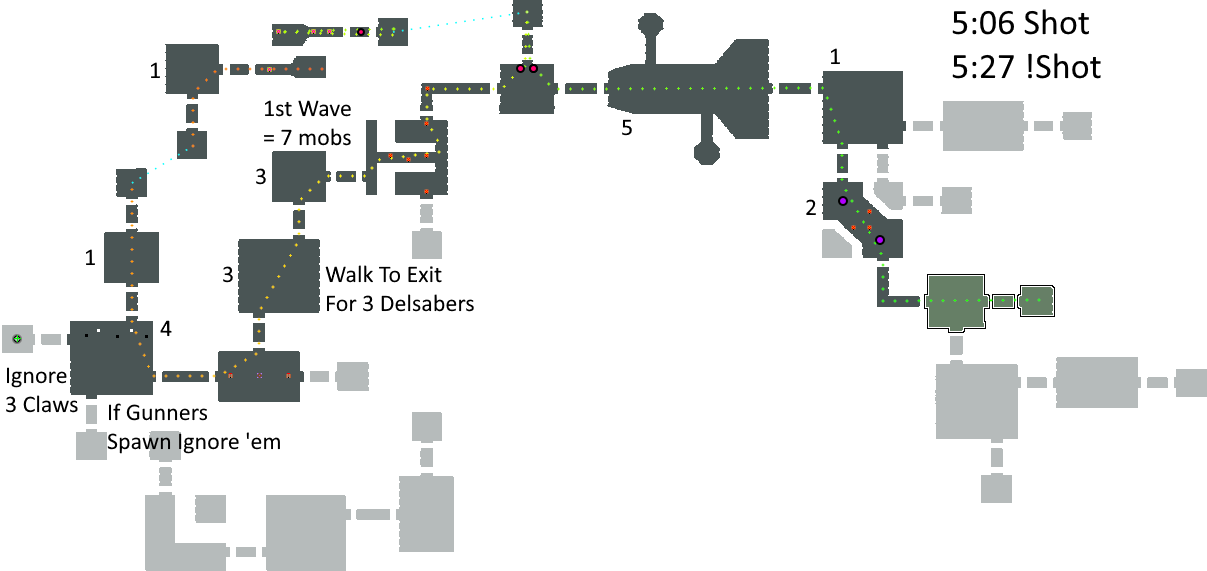 5:06 Shot
5:27 !Shot
1
1
1st Wave
= 7 mobs
5
3
2
1
3
Walk To Exit
For 3 Delsabers
4
Ignore
3 Claws
If Gunners
Spawn Ignore 'em